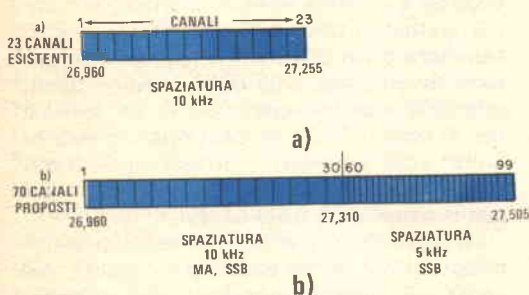 CANALI
1 23
a)
23 CANALI
ESISTENTI
26,960 27,255
SPAZIATURA
10 kHz
a)
b)
70 CANALI
PROPOSTI
1 30 60 99
26,960 27,310 27,505
SPAZIATURA
10 kHz
MA, SSB
SPAZIATURA
5 kHz
SSB
b)